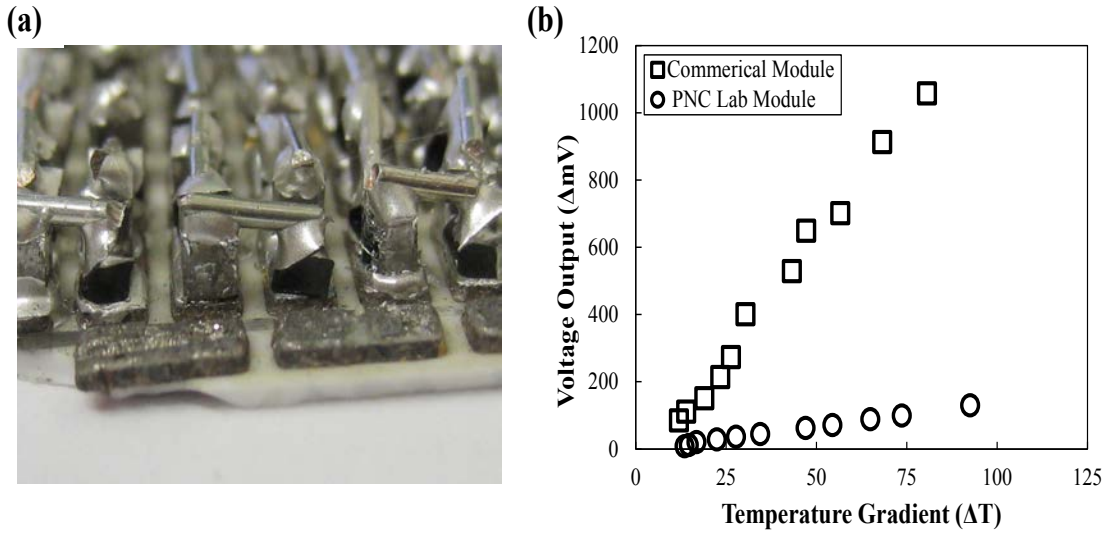 (a)
(b)
1200
1000
800
600
400
200
0
Voltage Output (ΔmV)
Commerical Module
PNC Lab Module
0
25
50
75
100
125
Temperature Gradient (ΔT)